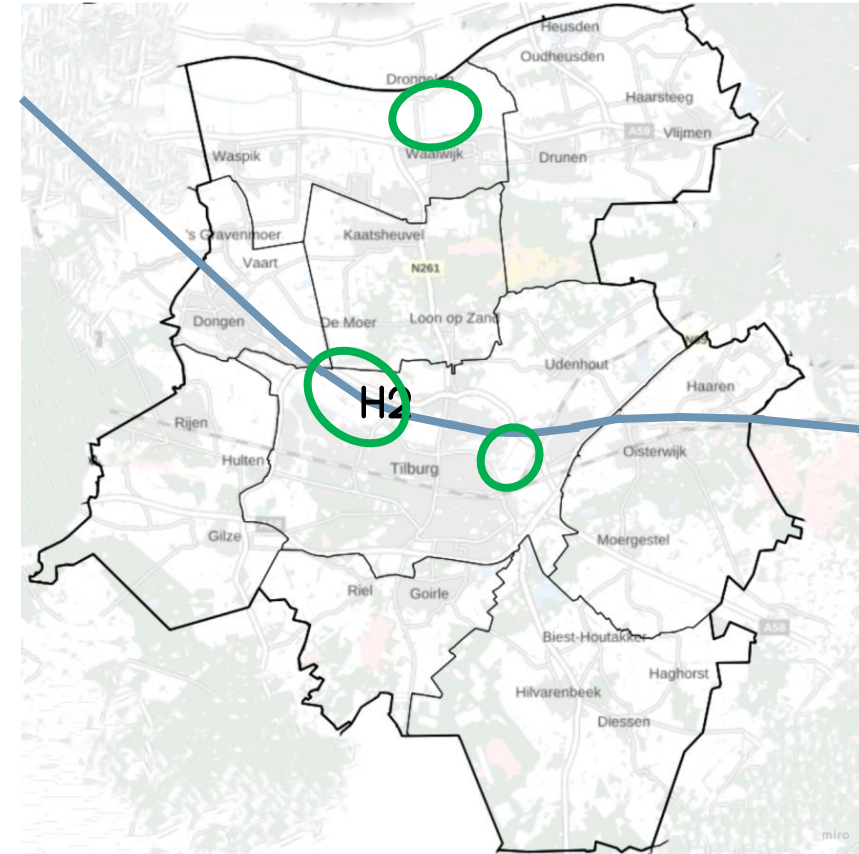 Heusden
Oudheusden
Drongelen
Haarsteeg
A59
Vlijmen
Waalwijk
Waspik
Drunen
's Gravenmoer
Kaatsheuvel
Vaart
N261
Dongen
De Moer
Loon op Zand
Udenhout
Haaren
H2
Rijen
Hulten
Tilburg
Oisterwijk
Gilze
Moergestel
Riel
Goirle
A58
Biest-Houtakker
Haghorst
Hilvarenbeek
Diessen
miro